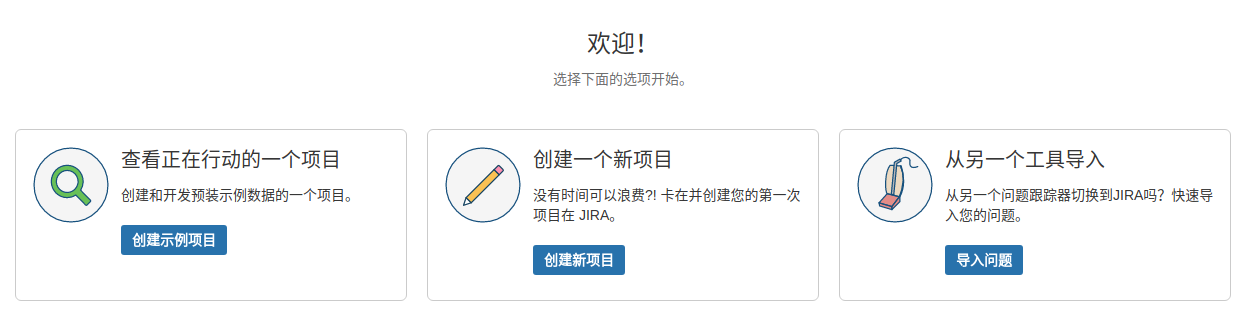 欢迎！
选择下面的选项开始。
查看正在行动的一个项目
创建和开发预装示例数据的一个项目。
创建示例项目
创建一个新项目
没有时间可以浪费?! 卡在并创建您的第一次
项目在 JIRA。
创建新项目
从另一个工具导入
从另一个问题跟踪器切换到JIRA吗？快速导
入您的问题。
导入问题